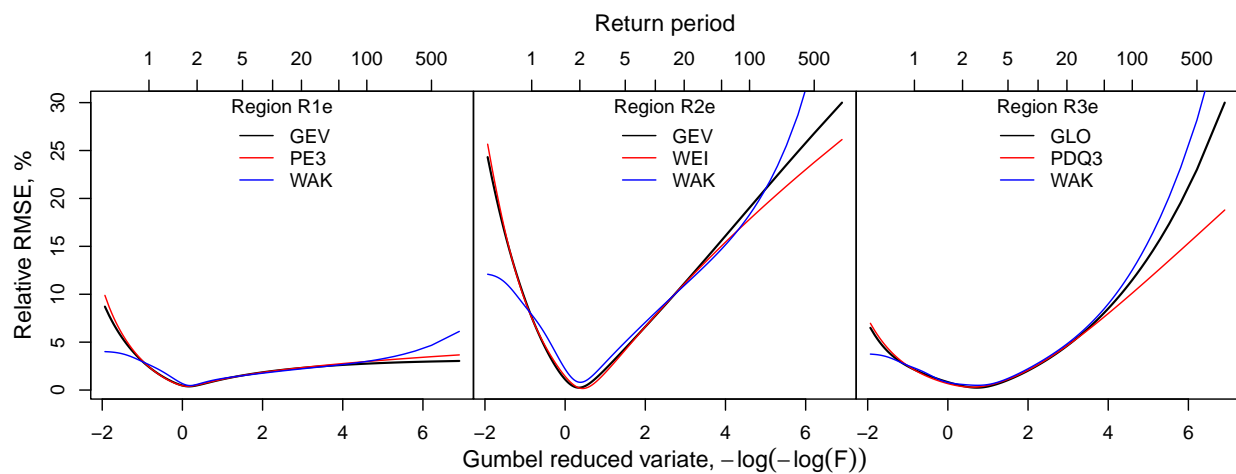 Return period
1 2 5 20 100 500 1 2 5 20 100 500 1 2 5 20 100 500
Region R1e
GEV
PE3
WAK
Region R2e
GEV
WEI
WAK
Region R3e
GLO
PDQ3
WAK
Relative RMSE, %
30
25
20
15
10
5
0
−2 0 2 4 6 −2 0 2 4 6 −2 0 2 4 6
Gumbel reduced variate, −log(−log(F))